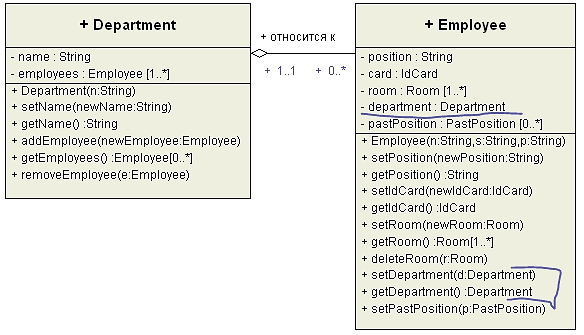 + Department
- name : String
- employees : Employee [1..*]
+ Department(n:String)
+ setName(newName:String)
+ getName() :String
+ addEmployee(newEmployee:Employee)
+ getEmployees() :Employee[0..*]
+ removeEmployee(e:Employee)
+ относится к
+ 1..1 + 0..*
+ Employee
- position : String
- card : IdCard
- room : Room [1..*]
- department : Department
- pastPosition : PastPosition [0..*]
+ Employee(n:String,s:String,p:String)
+ setPosition(newPosition:String)
+ getPosition() :String
+ setIdCard(newIdCard:IdCard)
+ getIdCard() :IdCard
+ setRoom(newRoom:Room)
+ getRoom() :Room[1..*]
+ deleteRoom(r:Room)
+ setDepartment(d:Department)
+ getDepartment() :Department
+ setPastPosition(p:PastPosition)